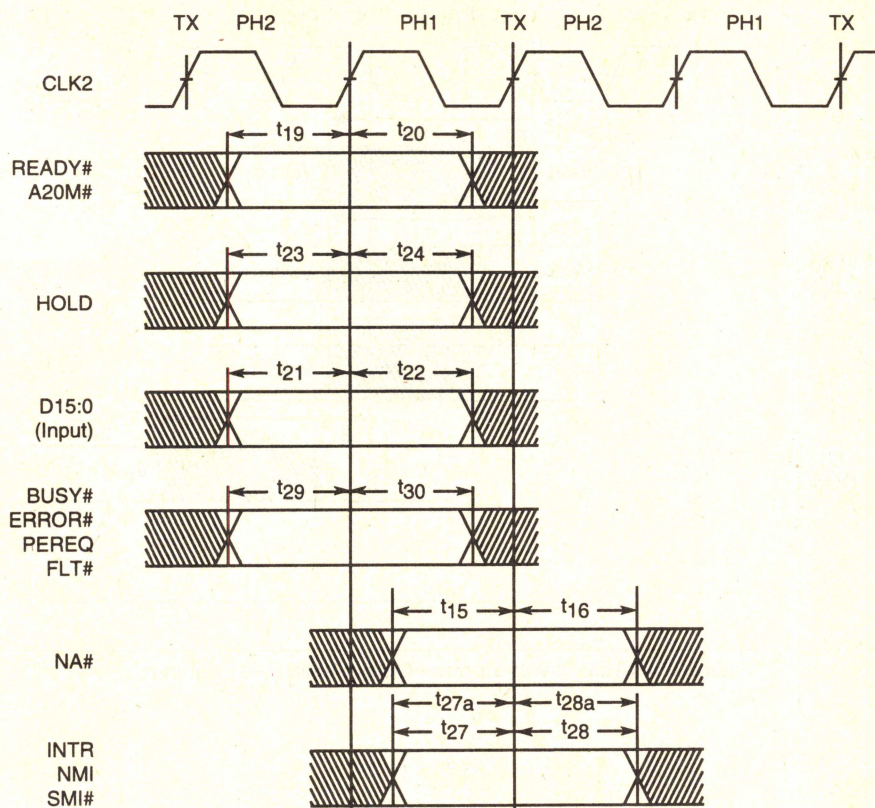 TX PH2 PH1 TX PH2 PH1 TX
CLK2
t19 t20
READY#
A20M#
t23 t24
HOLD
t21 t22
D15:0
(Input)
t29 t30
BUSY#
ERROR#
PEREQ
FLT#
t15 t16
NA#
t27a t28a
t27 t28
INTR
NMI
SMI#